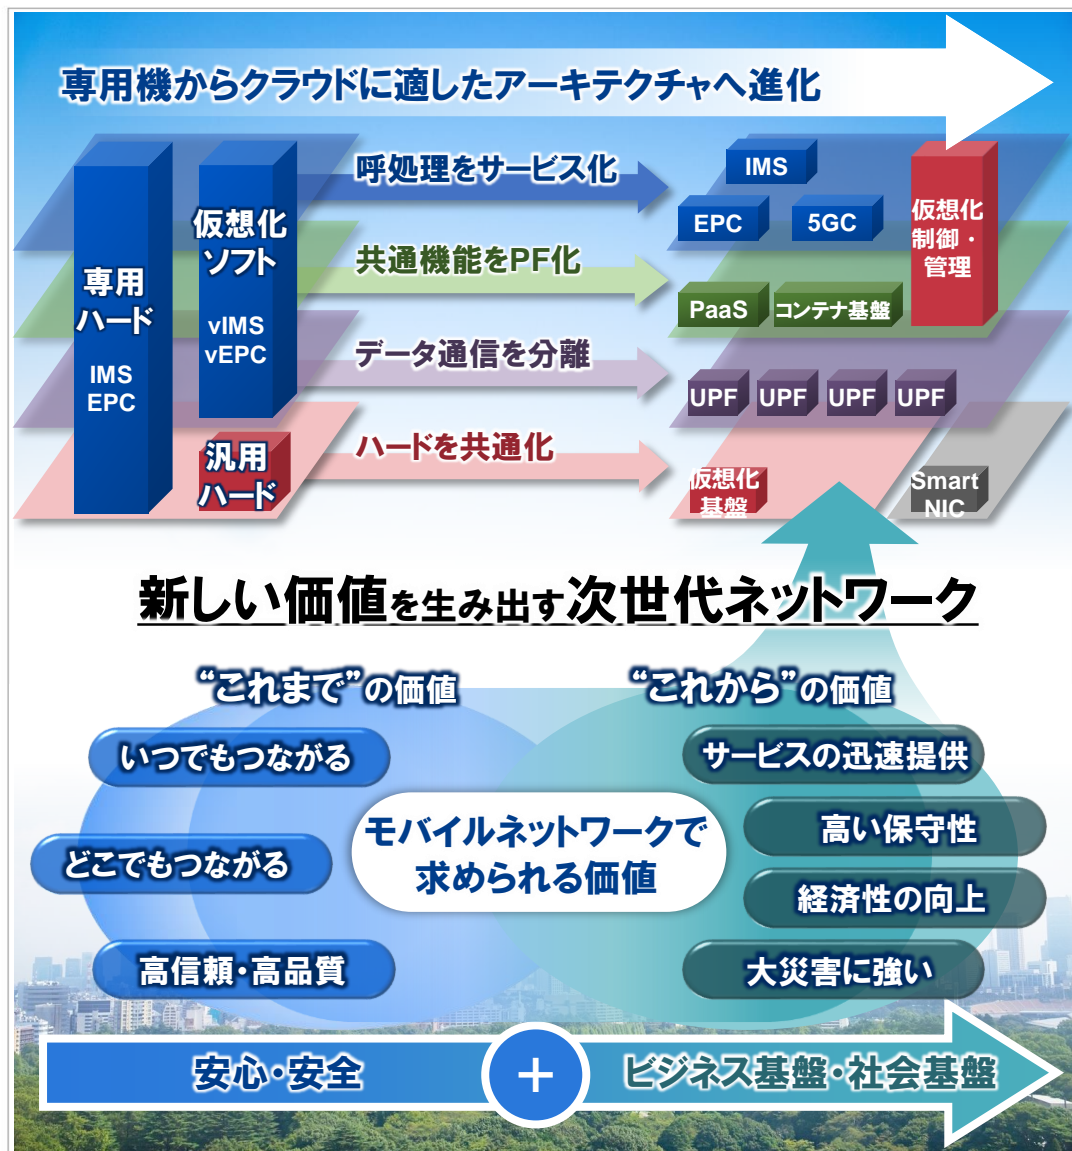 専用機からクラウドに適したアーキテクチャへ進化
専用
ハード
IMS
EPC
仮想化
ソフト
vIMS
vEPC
汎用
ハード
呼処理をサービス化
共通機能をPF化
データ通信を分離
ハードを共通化
IMS
EPC
5GC
仮想化
制御・
管理
PaaS
コンテナ基盤
UPF
UPF
UPF
UPF
仮想化
基盤
Smart
NIC
新しい価値を生み出す次世代ネットワーク
“これまで”の価値
いつでもつながる
どこでもつながる
高信頼・高品質
モバイルネットワークで
求められる価値
“これから”の価値
サービスの迅速提供
高い保守性
経済性の向上
大災害に強い
安心・安全
+
ビジネス基盤・社会基盤